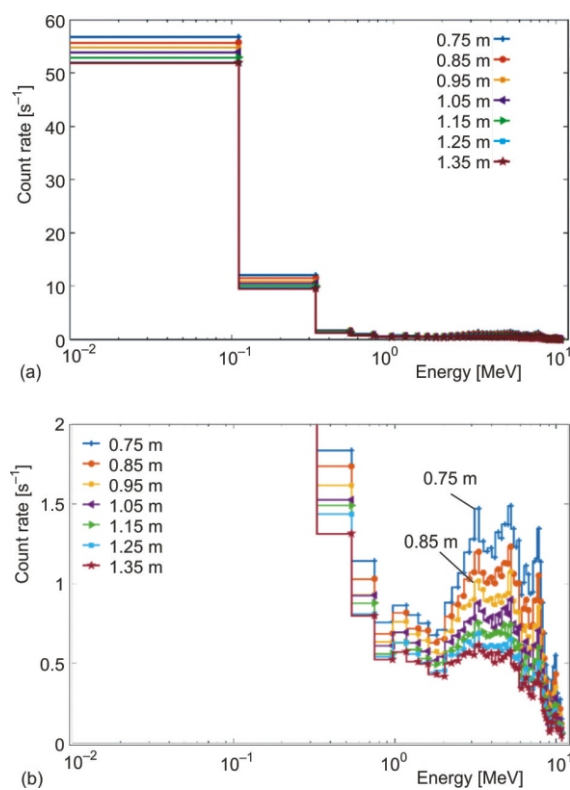 60
50
40
30
20
10
0
Count rate [s⁻¹]
0.75 m
0.85 m
0.95 m
1.05 m
1.15 m
1.25 m
1.35 m
10⁻² 10⁻¹ 10⁰ 10¹
(a) Energy [MeV]
2
1.5
1
0.5
0
Count rate [s⁻¹]
0.75 m
0.85 m
0.95 m
1.05 m
1.15 m
1.25 m
1.35 m
0.75 m
0.85 m
10⁻² 10⁻¹ 10⁰ 10¹
(b) Energy [MeV]